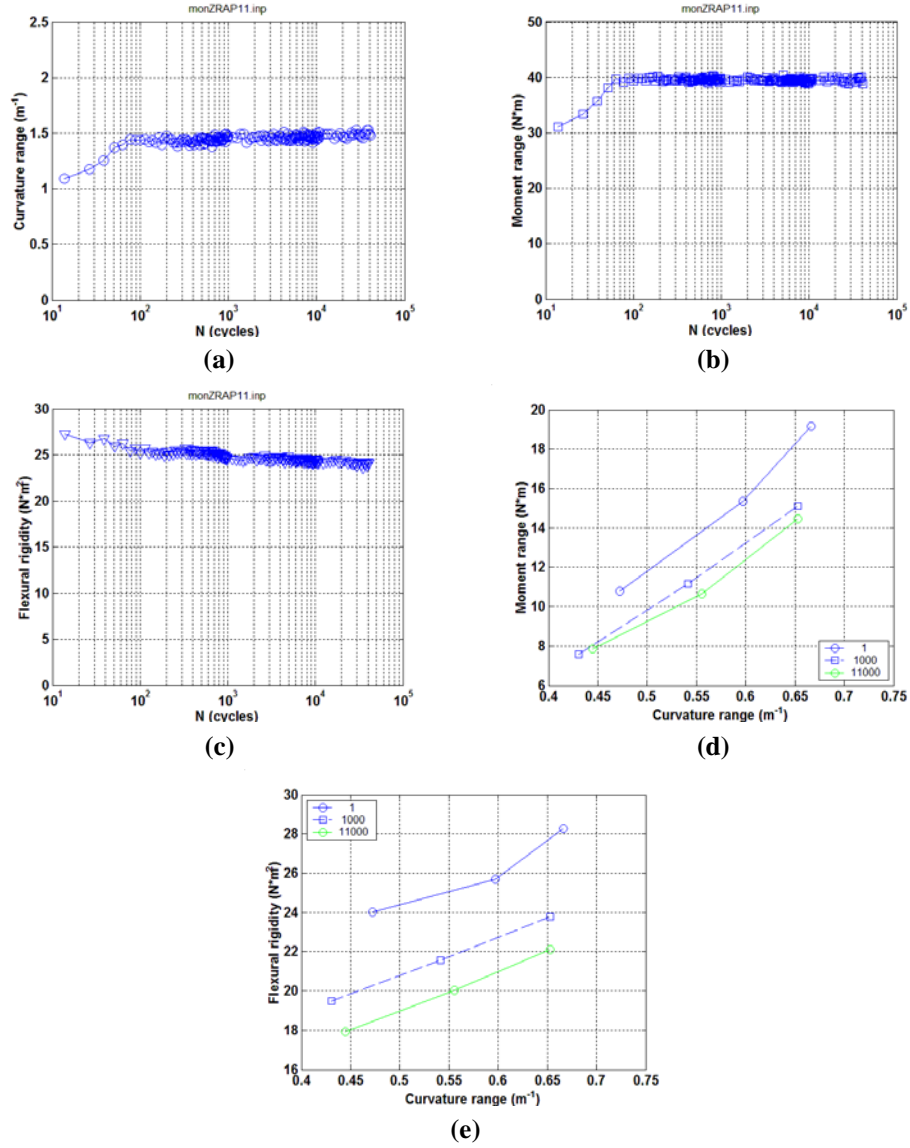 monZRAP11.inp
2.5
2
1.5
1
0.5
0
Curvature range (m⁻¹)
10¹ 10² 10³ 10⁴ 10⁵
N (cycles)
(a)
monZRAP11.inp
50
40
30
20
10
0
Moment range (N*m)
10¹ 10² 10³ 10⁴ 10⁵
N (cycles)
(b)
monZRAP11.inp
30
25
20
15
10
5
0
Flexural rigidity (N*m²)
10¹ 10² 10³ 10⁴ 10⁵
N (cycles)
(c)
20
18
16
14
12
10
8
6
Moment range (N*m)
1
1000
11000
0.4 0.45 0.5 0.55 0.6 0.65 0.7 0.75
Curvature range (m⁻¹)
(d)
30
28
26
24
22
20
18
16
Flexural rigidity (N*m²)
1
1000
11000
0.4 0.45 0.5 0.55 0.6 0.65 0.7 0.75
Curvature range (m⁻¹)
(e)